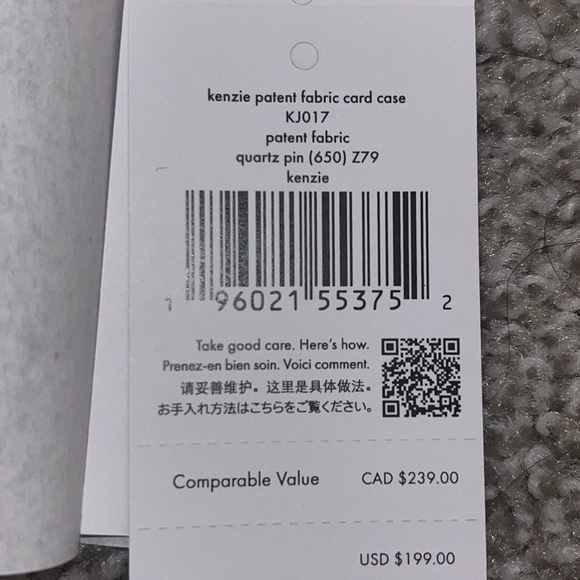 kenzie patent fabric card case
KJ017
patent fabric
quartz pin (650) Z79
kenzie
96021 55375 2
Take good care. Here's how.
Prenez-en bien soin. Voici comment.
请妥善维护。这里是具体做法。
お手入れ方法はこちらをご覧ください。
Comparable Value CAD $239.00
USD $199.00